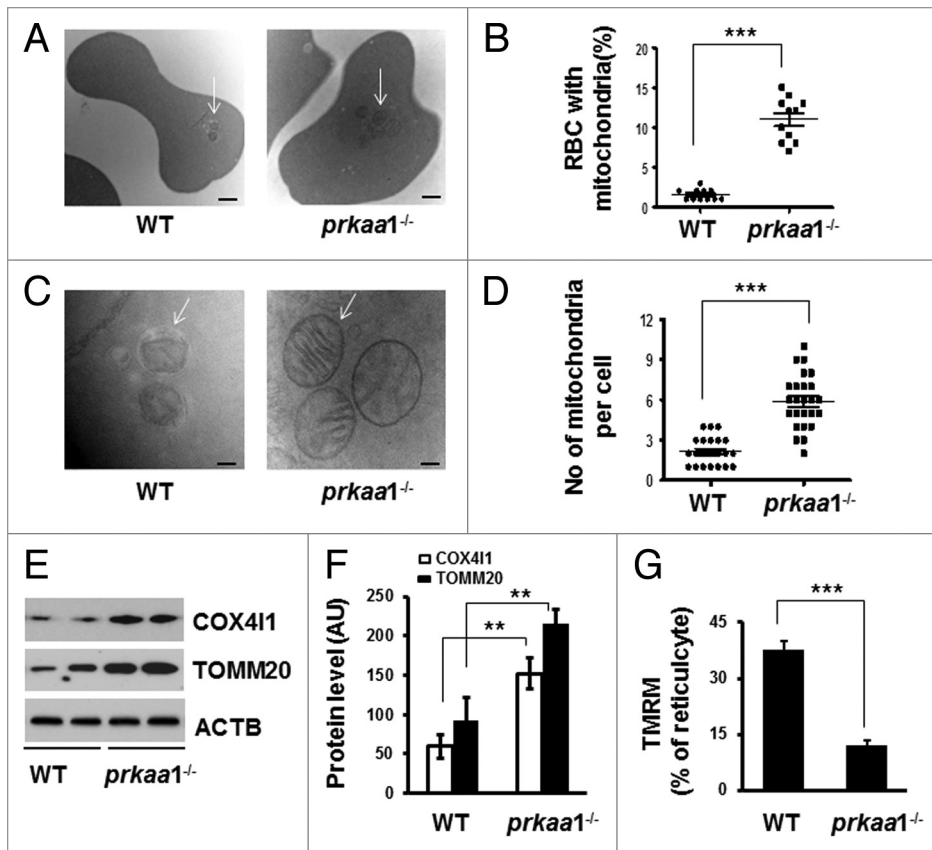 A
WT
prkaa1-/-
B
***
RBC with
mitochondria(%)
20
15
10
5
0
WT
prkaa1-/-
C
WT
prkaa1-/-
D
***
No of mitochondria
per cell
12
9
6
3
0
WT
prkaa1-/-
E
COX4I1
TOMM20
ACTB
WT
prkaa1-/-
F
COX4I1
TOMM20
**
**
Protein level (AU)
250
200
150
100
50
0
WT
prkaa1-/-
G
***
TMRM
(% of reticulcyte)
45
30
15
0
WT
prkaa1-/-